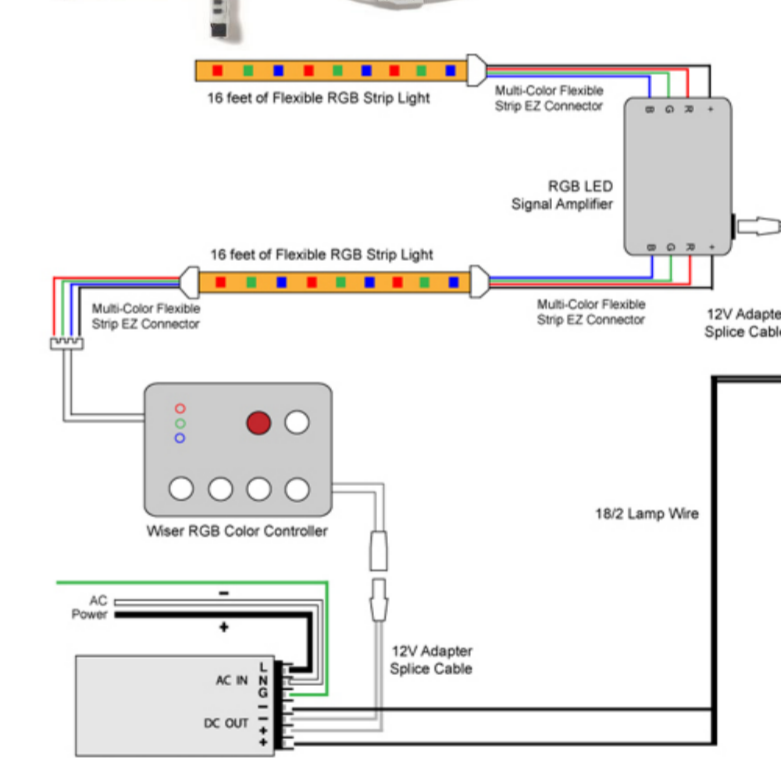 16 feet of Flexible RGB Strip Light
Multi-Color Flexible
Strip EZ Connector
B G R +
RGB LED
Signal Amplifier
B G R +
16 feet of Flexible RGB Strip Light
Multi-Color Flexible
Strip EZ Connector
Multi-Color Flexible
Strip EZ Connector
12V Adapte
Splice Cabl
18/2 Lamp Wire
Wiser RGB Color Controller
−
AC
Power
+
12V Adapter
Splice Cable
AC IN
L
N
G
DC OUT
−
−
+
+